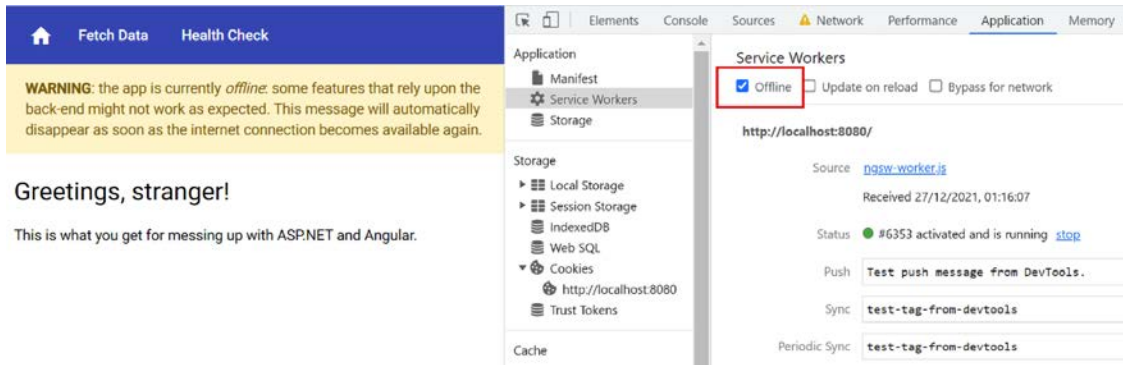 Fetch Data Health Check
WARNING: the app is currently offline: some features that rely upon the
back-end might not work as expected. This message will automatically
disappear as soon as the internet connection becomes available again.
Greetings, stranger!
This is what you get for messing up with ASP.NET and Angular.
Elements Console Sources Network Performance Application Memory
Application
Manifest
Service Workers
Storage
Storage
Local Storage
Session Storage
IndexedDB
Web SQL
Cookies
http://localhost:8080
Trust Tokens
Cache
Service Workers
Offline Update on reload Bypass for network
http://localhost:8080/
Source ngsw-worker.js
Received 27/12/2021, 01:16:07
Status #6353 activated and is running stop
Push Test push message from DevTools.
Sync test-tag-from-devtools
Periodic Sync test-tag-from-devtools